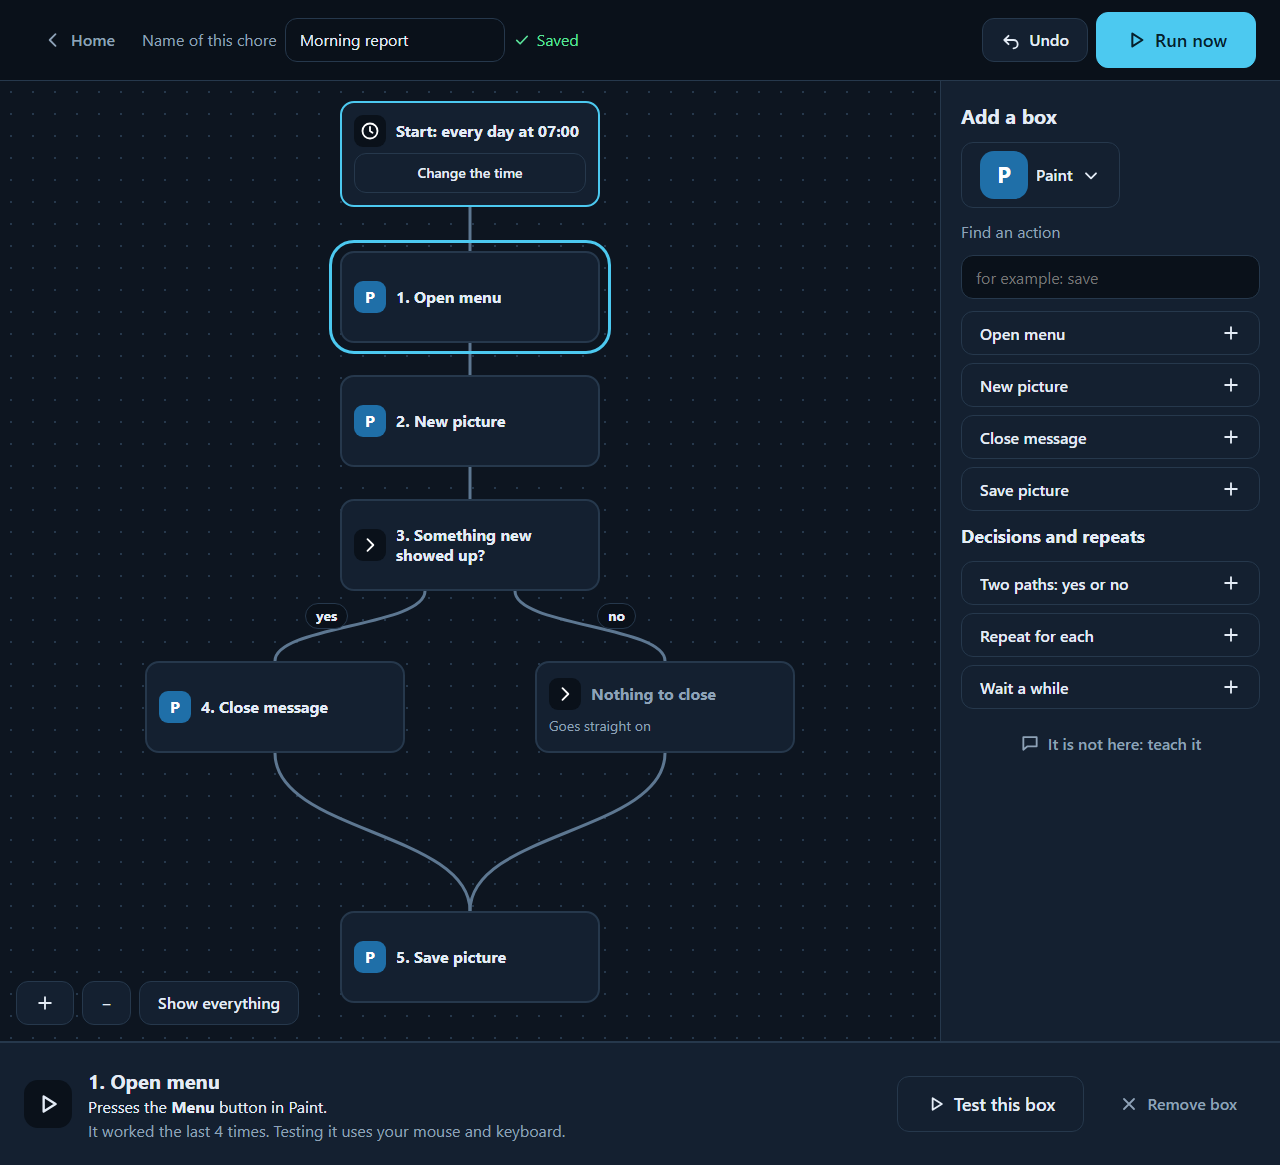 Home
Name of this chore
Morning report
Saved
Undo
Run now
Start: every day at 07:00
Change the time
P
1. Open menu
P
2. New picture
3. Something new
showed up?
yes
no
P
4. Close message
Nothing to close
Goes straight on
P
5. Save picture
+
−
Show everything
Add a box
P
Paint
Find an action
for example: save
Open menu
New picture
Close message
Save picture
Decisions and repeats
Two paths: yes or no
Repeat for each
Wait a while
It is not here: teach it
1. Open menu
Presses the Menu button in Paint.
It worked the last 4 times. Testing it uses your mouse and keyboard.
Test this box
Remove box